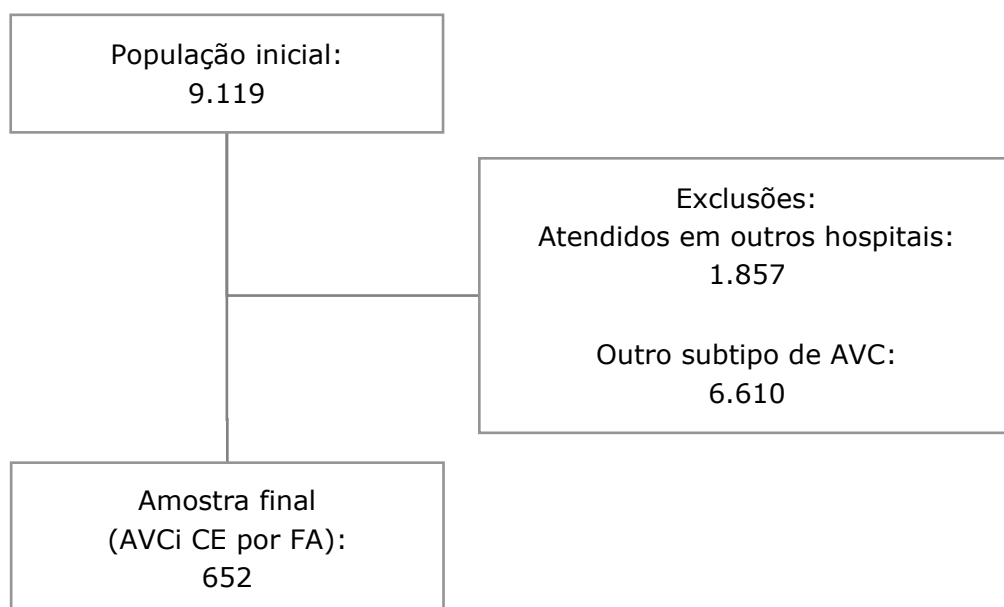 População inicial:
9.119
Exclusões:
Atendidos em outros hospitais:
1.857
Outro subtipo de AVC:
6.610
Amostra final
(AVCi CE por FA):
652